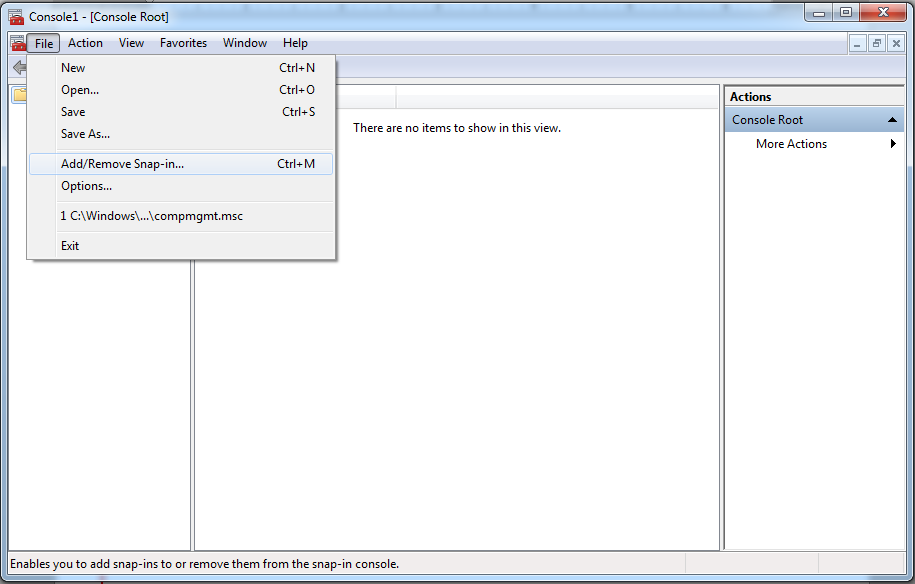 Console1 - [Console Root]
File Action View Favorites Window Help
New Ctrl+N
Open... Ctrl+O
Save Ctrl+S
Save As...
Add/Remove Snap-in... Ctrl+M
Options...
1 C:\Windows\...\compmgmt.msc
Exit
There are no items to show in this view.
Actions
Console Root
More Actions
Enables you to add snap-ins to or remove them from the snap-in console.